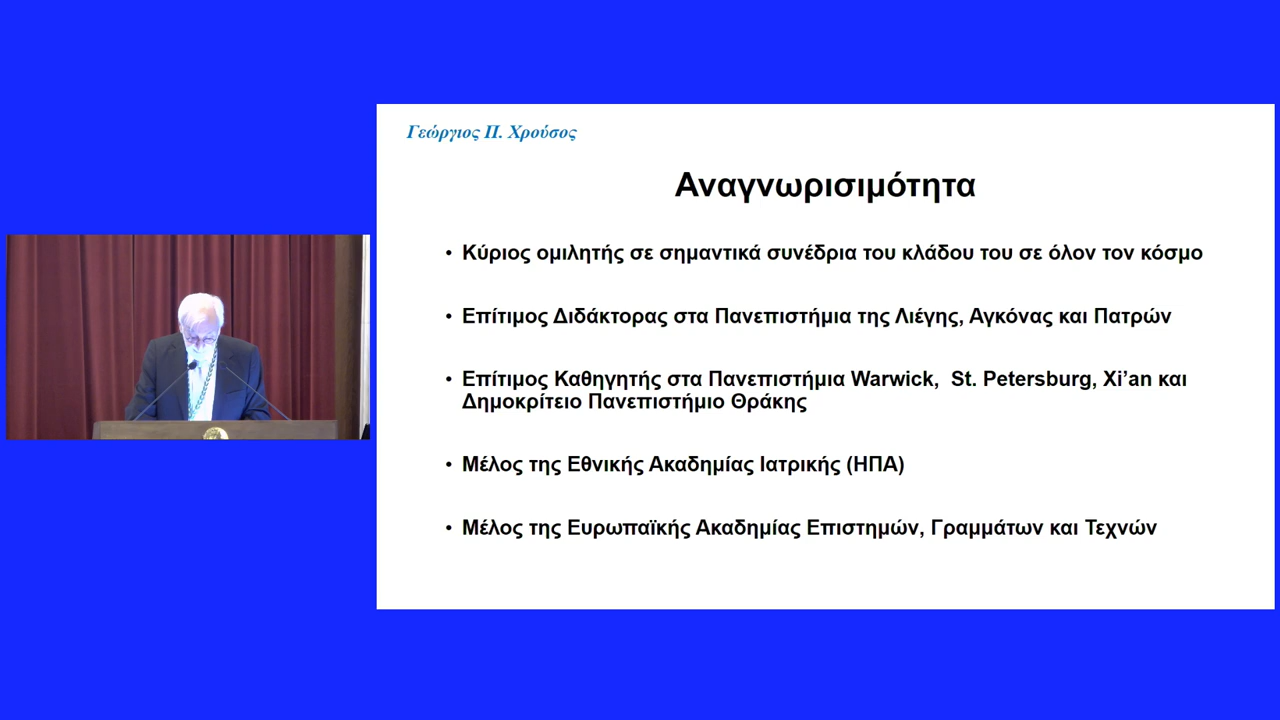 Γεώργιος Π. Χρούσος
Αναγνωρισιμότητα
• Κύριος ομιλητής σε σημαντικά συνέδρια του κλάδου του σε όλον τον κόσμο
• Επίτιμος Διδάκτορας στα Πανεπιστήμια της Λιέγης, Αγκόνας και Πατρών
• Επίτιμος Καθηγητής στα Πανεπιστήμια Warwick, St. Petersburg, Xi’an και
Δημοκρίτειο Πανεπιστήμιο Θράκης
• Μέλος της Εθνικής Ακαδημίας Ιατρικής (ΗΠΑ)
• Μέλος της Ευρωπαϊκής Ακαδημίας Επιστημών, Γραμμάτων και Τεχνών